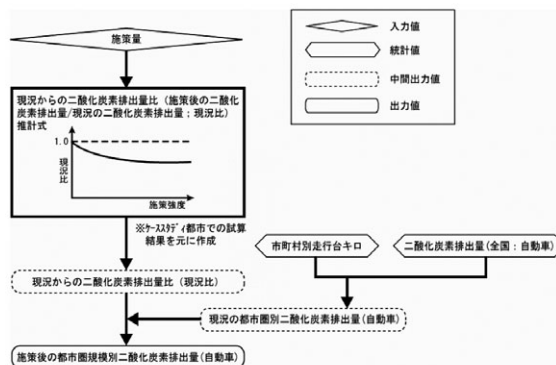 施策量
入力値
統計値
中間出力値
出力値
現況からの二酸化炭素排出量比（施策後の二酸化
炭素排出量/現況の二酸化炭素排出量；現況比）
推計式
1.0
現況比
施策強度
※ケーススタディ都市での試算
結果を元に作成
市町村別走行台キロ
二酸化炭素排出量(全国：自動車)
現況からの二酸化炭素排出量比（現況比）
現況の都市圏別二酸化炭素排出量(自動車)
施策後の都市圏規模別二酸化炭素排出量(自動車)